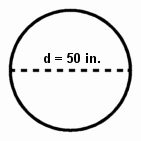 d = 50 in.